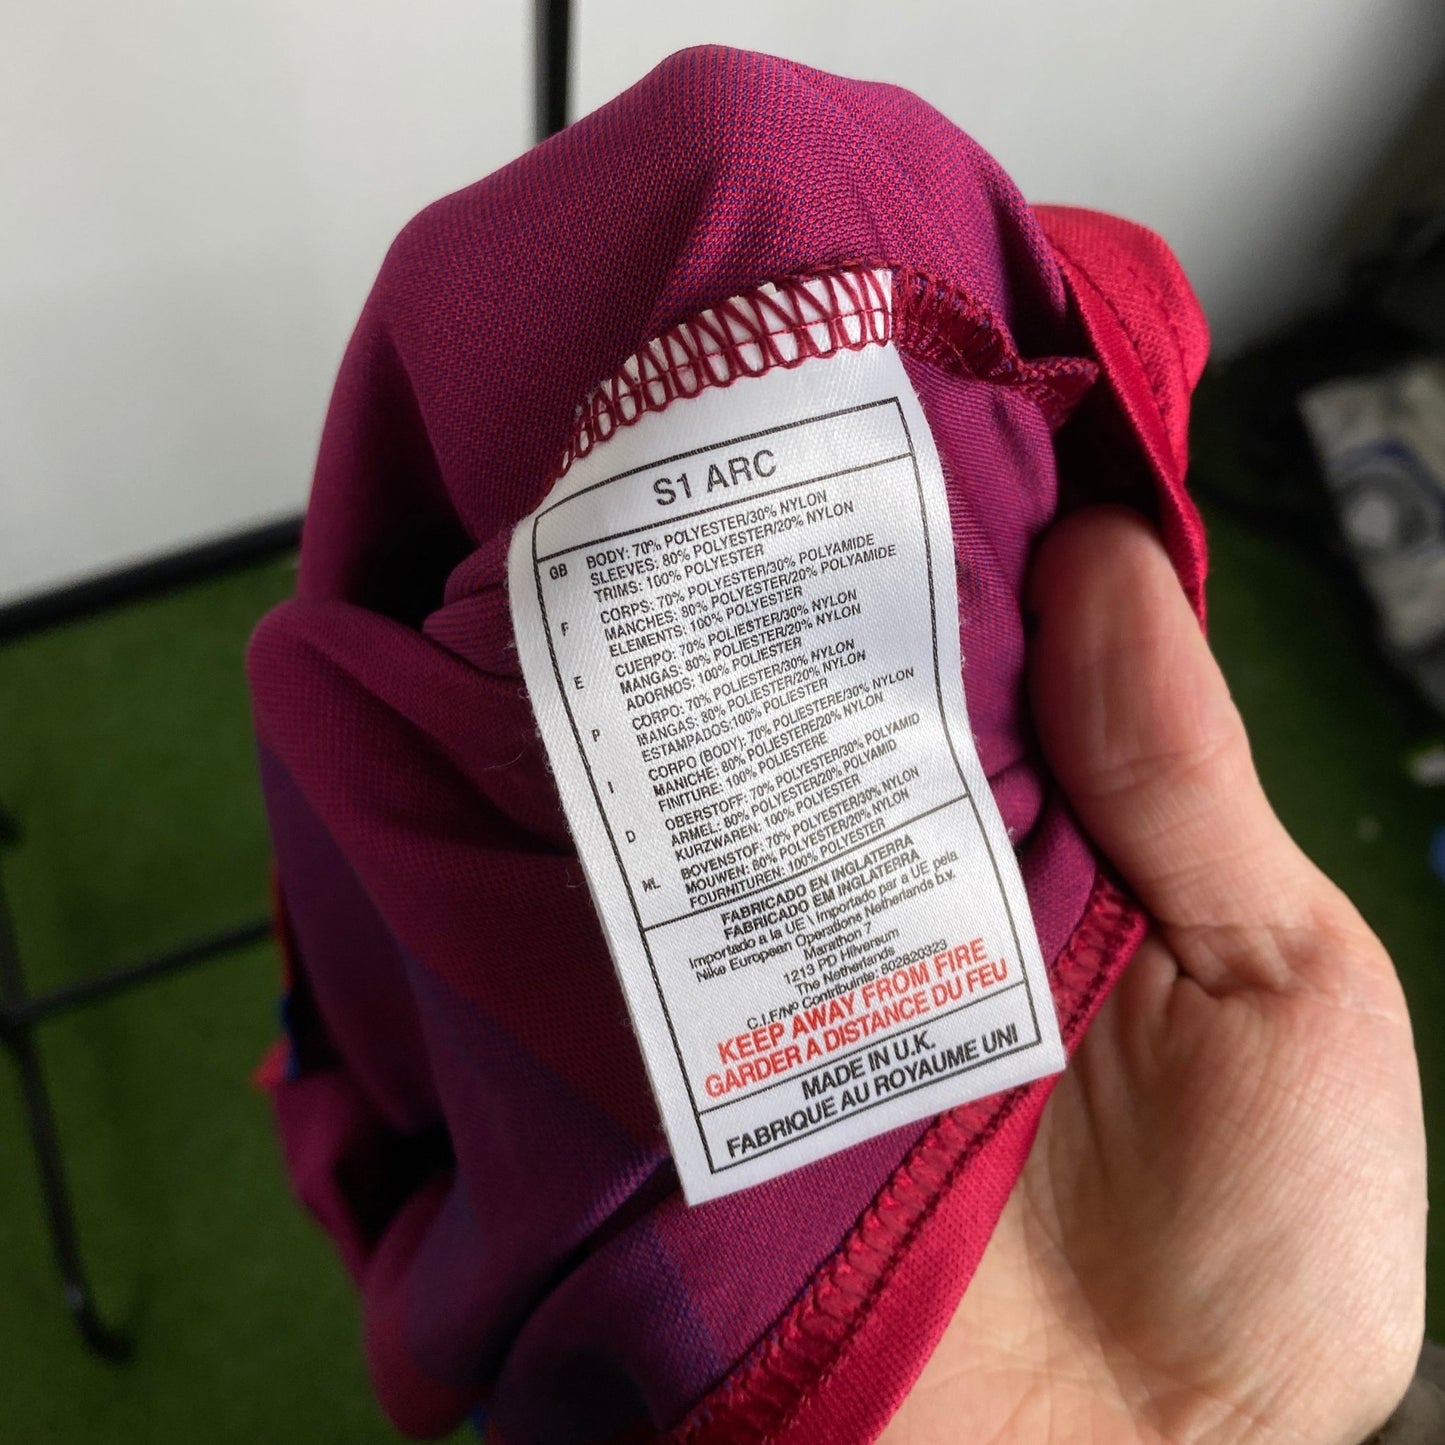 S1 ARC
GB BODY: 70% POLYESTER/30% NYLON
SLEEVES: 80% POLYESTER/20% NYLON
TRIMS: 100% POLYESTER
F CORPS: 70% POLYESTER/30% POLYAMIDE
MANCHES: 80% POLYESTER/20% POLYAMIDE
ELEMENTS: 100% POLYESTER
E CUERPO: 70% POLIESTER/30% NYLON
MANGAS: 80% POLIESTER/20% NYLON
ADORNOS: 100% POLIESTER
P CORPO: 70% POLIESTER/30% NYLON
MANGAS: 80% POLIESTER/20% NYLON
ESTAMPADOS:100% POLIESTER
I CORPO (BODY): 70% POLIESTERE/30% NYLON
MANICHE: 80% POLIESTERE/20% NYLON
FINITURE: 100% POLIESTERE
D OBERSTOFF: 70% POLYESTER/30% POLYAMID
ARMEL: 80% POLYESTER/20% POLYAMID
KURZWAREN: 100% POLYESTER
NL BOVENSTOF: 70% POLYESTER/30% NYLON
MOUWEN: 80% POLYESTER/20% NYLON
FOURNITUREN: 100% POLYESTER
FABRICADO EN INGLATERRA
FABRICADO EM INGLATERRA
Importado a la UE \ Importado par a UE pela
Nike European Operations Netherlands b.v.
Marathon 7
1213 PD Hilversum
The Netherlands
C.I.F/Nº Contribuinte: 802820323
KEEP AWAY FROM FIRE
GARDER A DISTANCE DU FEU
MADE IN U.K.
FABRIQUE AU ROYAUME UNI